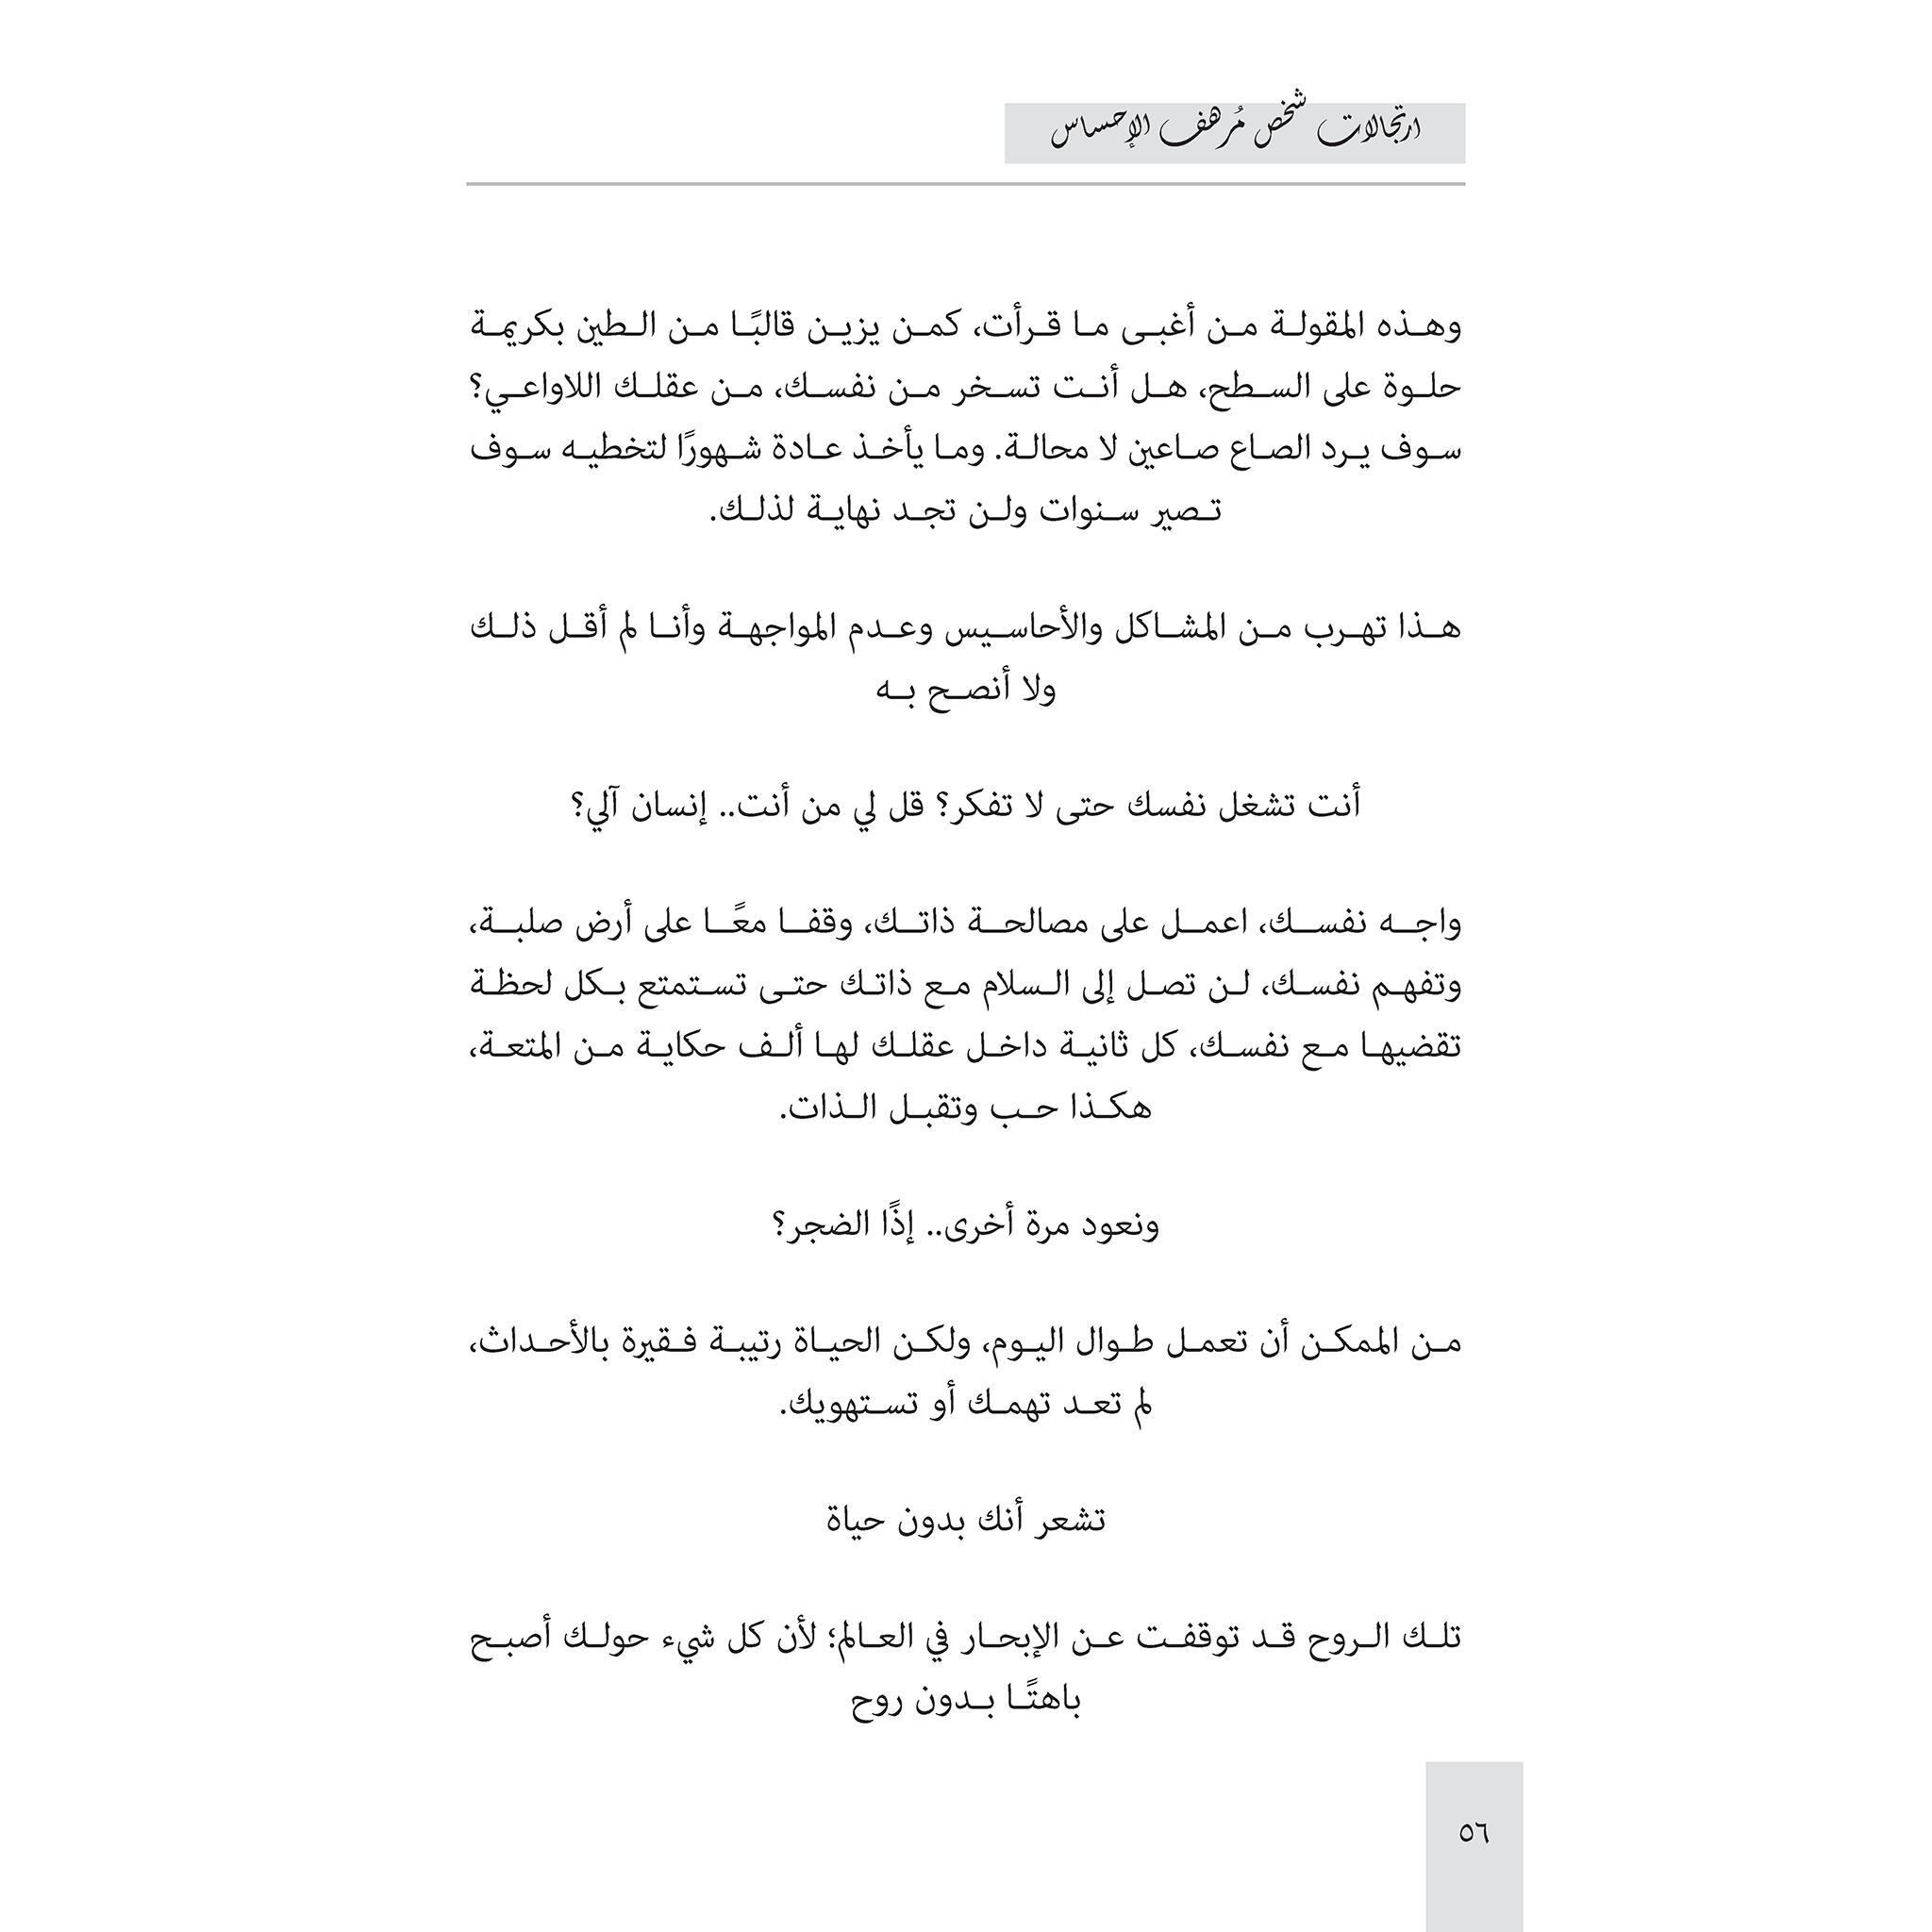 ارتجالات شخص مُرهف الإحساس
وهذه المقولة من أغبى ما قرأت، كمن يزين قالبًا من الطين بكريمة
حلوة على السطح، هل أنت تسخر من نفسك، من عقلك اللاواعي؟
سوف يرد الصاع صاعين لا محالة. وما يأخذ عادة شهورًا لتخطيه سوف
تصير سنوات ولن تجد نهاية لذلك.
هذا تهرب من المشاكل والأحاسيس وعدم المواجهة وأنا لم أقل ذلك
ولا أنصح به
أنت تشغل نفسك حتى لا تفكر؟ قل لي من أنت.. إنسان آلي؟
واجه نفسك، اعمل على مصالحة ذاتك، وقفا معًا على أرض صلبة،
وتفهم نفسك، لن تصل إلى السلام مع ذاتك حتى تستمتع بكل لحظة
تقضيها مع نفسك، كل ثانية داخل عقلك لها ألف حكاية من المتعة،
هكذا حب وتقبل الذات.
ونعود مرة أخرى.. إذًا الضجر؟
من الممكن أن تعمل طوال اليوم، ولكن الحياة رتيبة فقيرة بالأحداث،
لم تعد تهمك أو تستهويك.
تشعر أنك بدون حياة
تلك الروح قد توقفت عن الإبحار في العالم؛ لأن كل شيء حولك أصبح
باهتًا بدون روح
٥٦